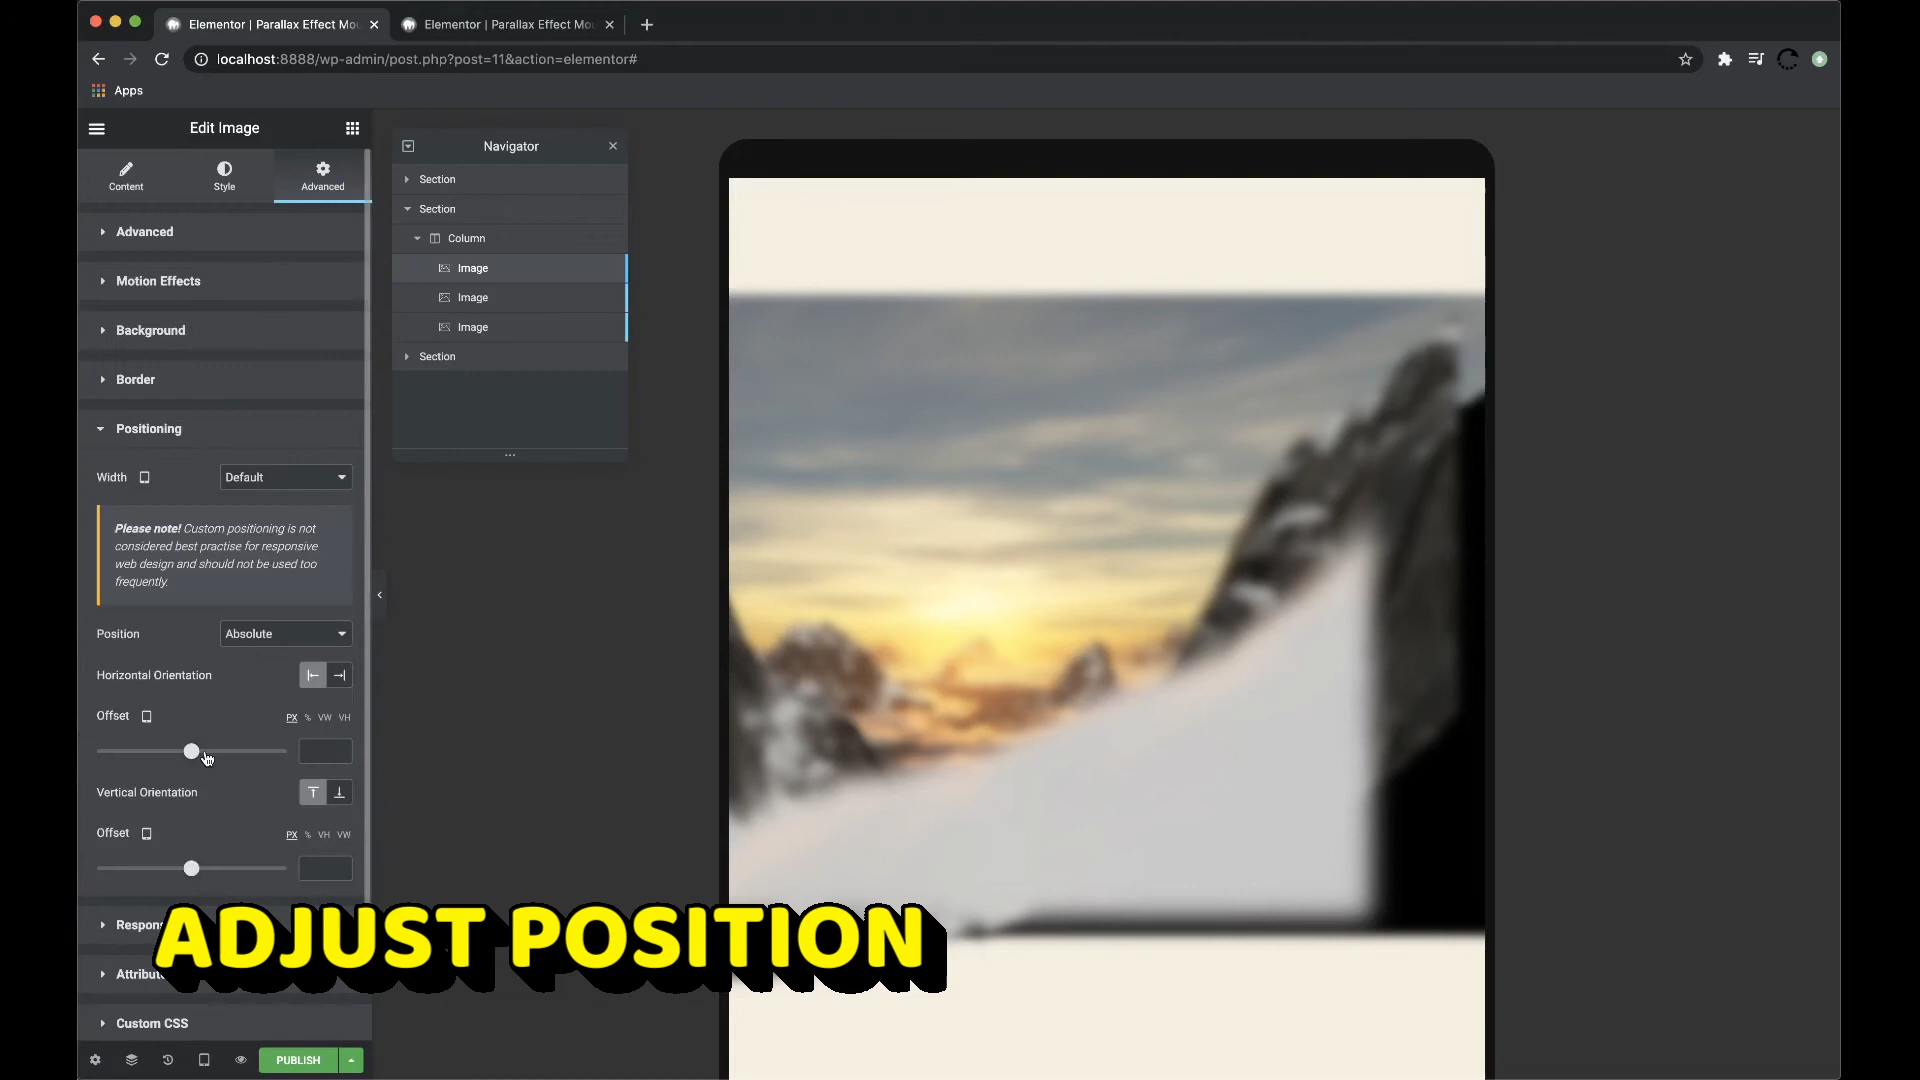 Elementor | Parallax Effect Mou
Elementor | Parallax Effect Mou
localhost:8888/wp-admin/post.php?post=11&action=elementor#
Apps
Edit Image
Content
Style
Advanced
Advanced
Motion Effects
Background
Border
Positioning
Width
Default
Please note! Custom positioning is not
considered best practise for responsive
web design and should not be used too
frequently.
Position
Absolute
Horizontal Orientation
Offset
PX % VW VH
Vertical Orientation
Offset
PX % VH VW
Respon
Attribut
Custom CSS
PUBLISH
Navigator
Section
Section
Column
Image
Image
Image
Section
ADJUST POSITION